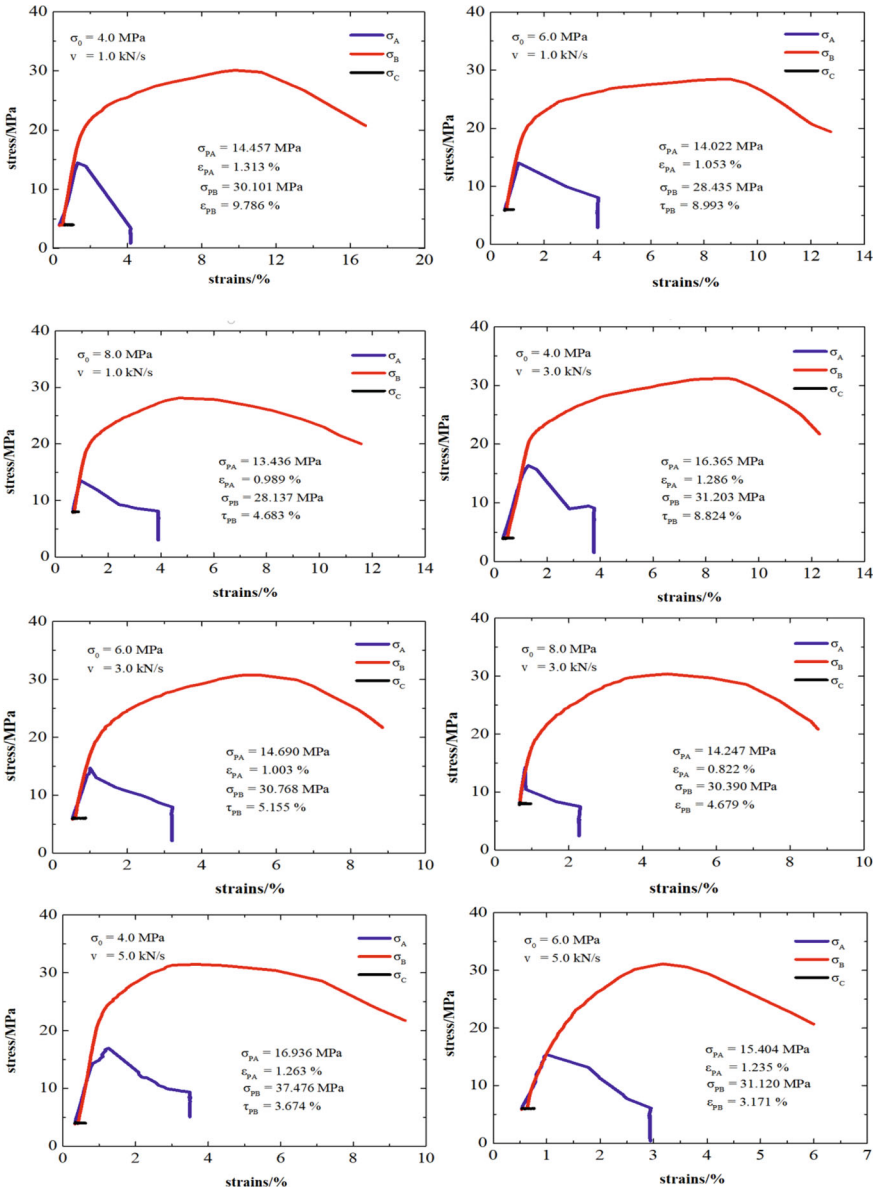 σ0 = 4.0 MPa
v = 1.0 kN/s
σA
σB
σC
σPA = 14.457 MPa
εPA = 1.313 %
σPB = 30.101 MPa
εPB = 9.786 %
stress/MPa
0 10 20 30 40
0 4 8 12 16 20
strains/%
σ0 = 6.0 MPa
v = 1.0 kN/s
σA
σB
σC
σPA = 14.022 MPa
εPA = 1.053 %
σPB = 28.435 MPa
τPB = 8.993 %
stress/MPa
0 10 20 30 40
0 2 4 6 8 10 12 14
strains/%
σ0 = 8.0 MPa
v = 1.0 kN/s
σA
σB
σC
σPA = 13.436 MPa
εPA = 0.989 %
σPB = 28.137 MPa
τPB = 4.683 %
stress/MPa
0 10 20 30 40
0 2 4 6 8 10 12 14
strains/%
σ0 = 4.0 MPa
v = 3.0 kN/s
σA
σB
σC
σPA = 16.365 MPa
εPA = 1.286 %
σPB = 31.203 MPa
τPB = 8.824 %
stress/MPa
0 10 20 30 40
0 2 4 6 8 10 12 14
strains/%
σ0 = 6.0 MPa
v = 3.0 kN/s
σA
σB
σC
σPA = 14.690 MPa
εPA = 1.003 %
σPB = 30.768 MPa
τPB = 5.155 %
stress/MPa
0 10 20 30 40
0 2 4 6 8 10
strains/%
σ0 = 8.0 MPa
v = 3.0 kN/s
σA
σB
σC
σPA = 14.247 MPa
εPA = 0.822 %
σPB = 30.390 MPa
εPB = 4.679 %
stress/MPa
0 10 20 30 40
0 2 4 6 8 10
strains/%
σ0 = 4.0 MPa
v = 5.0 kN/s
σA
σB
σC
σPA = 16.936 MPa
εPA = 1.263 %
σPB = 37.476 MPa
τPB = 3.674 %
stress/MPa
0 10 20 30 40
0 2 4 6 8 10
strains/%
σ0 = 6.0 MPa
v = 5.0 kN/s
σA
σB
σC
σPA = 15.404 MPa
εPA = 1.235 %
σPB = 31.120 MPa
εPB = 3.171 %
stress/MPa
0 10 20 30 40
0 1 2 3 4 5 6 7
strains/%